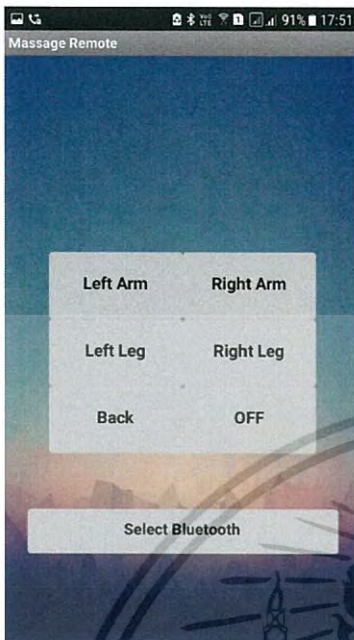 91% 17:51
Massage Remote
Left Arm Right Arm
Left Leg Right Leg
Back OFF
Select Bluetooth